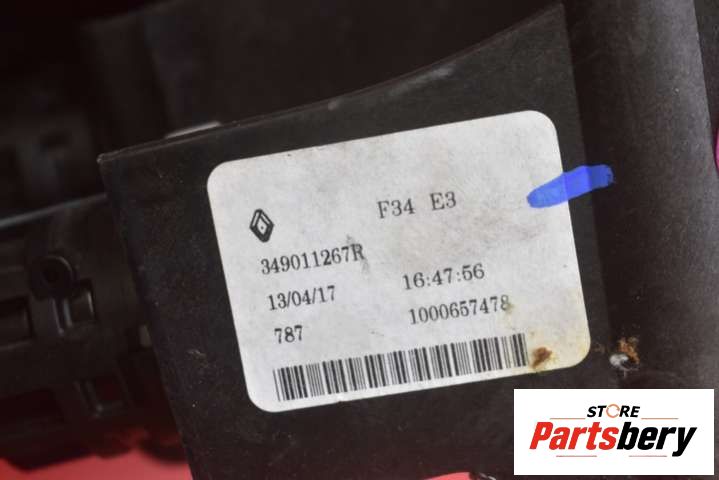 F34 E3
349011267R
13/04/17 16:47:56
787 1000657478
STORE
Partsbery